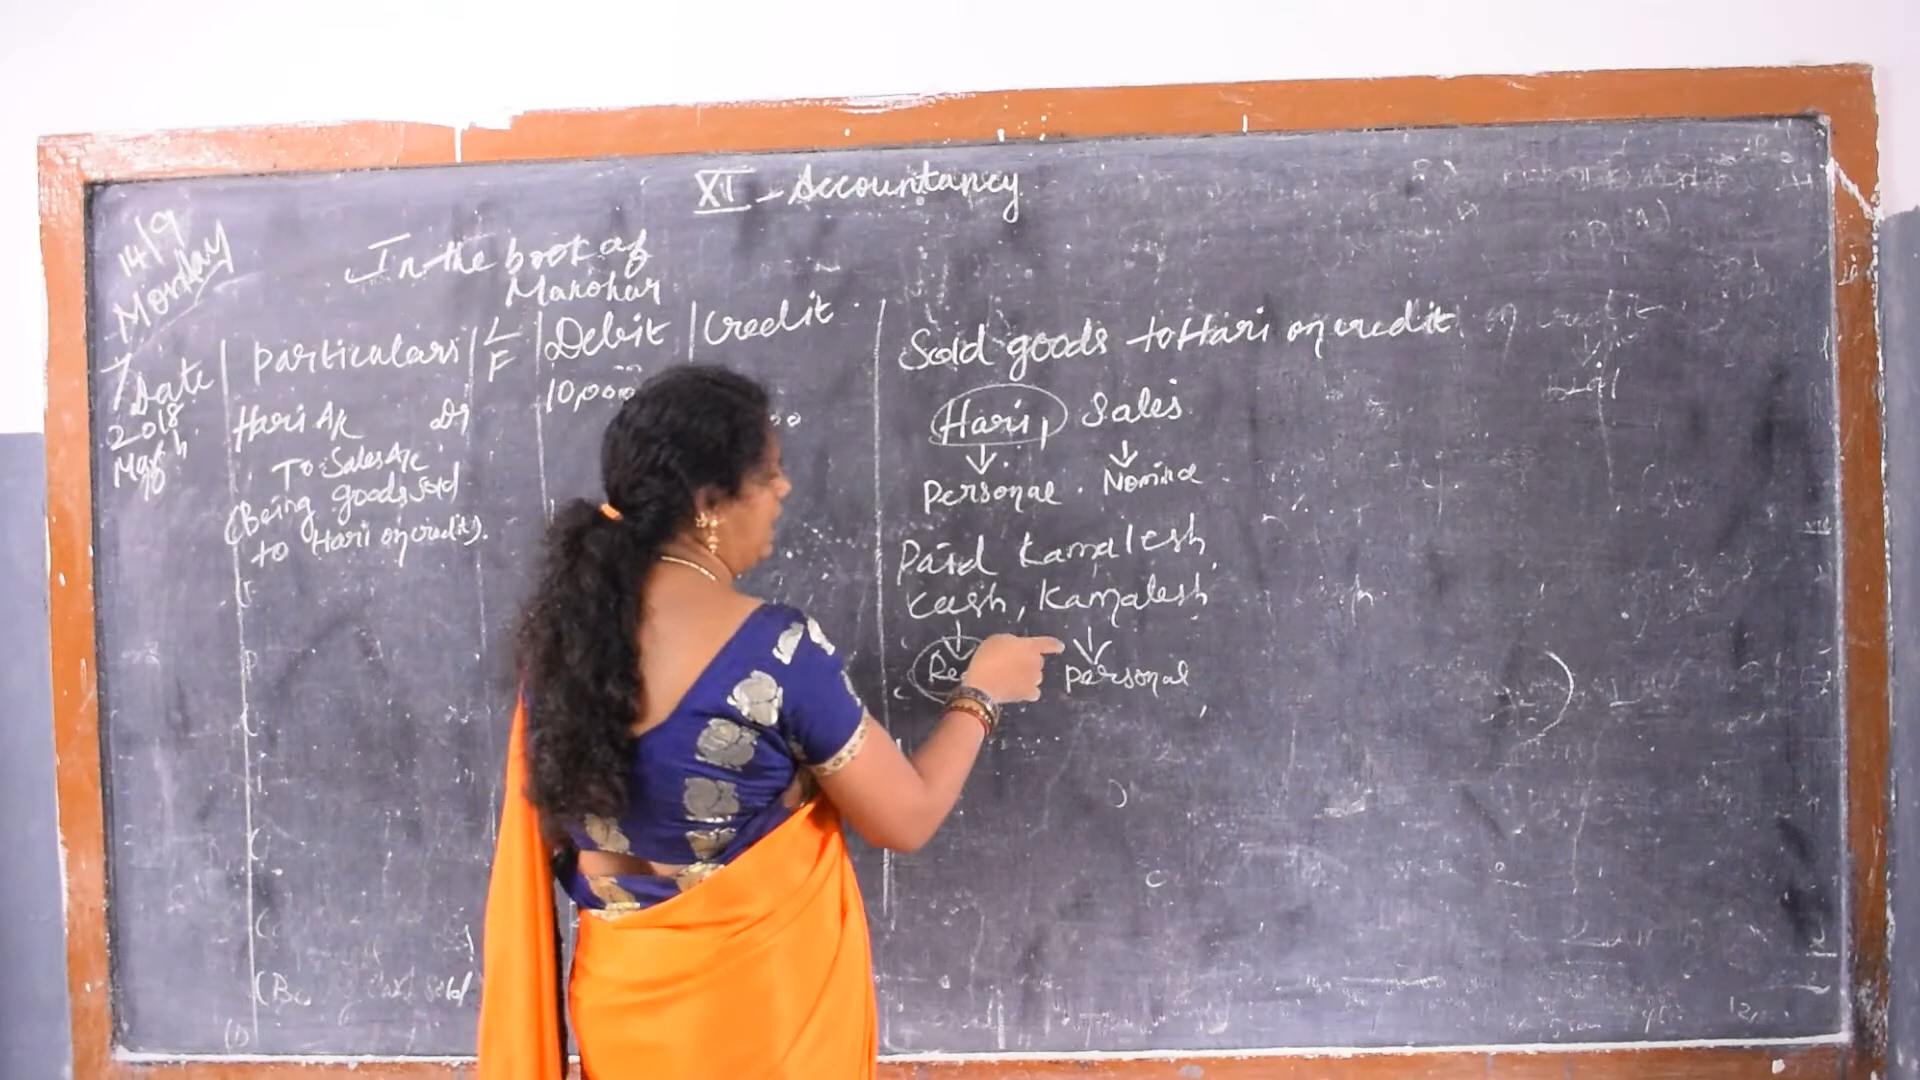 XI - Accountancy
14/9
Monday
In the book of
Manohar
Date | Particulars | L F | Debit | Credit
2018
March
Hari A/c Dr 10,000
To Sales A/c
(Being goods sold
to Hari on credit).
Sold goods to Hari on credit
Hari, Sales
Personal . Nomina
Paid Kamalesh
Cash, Kamalesh
Personal